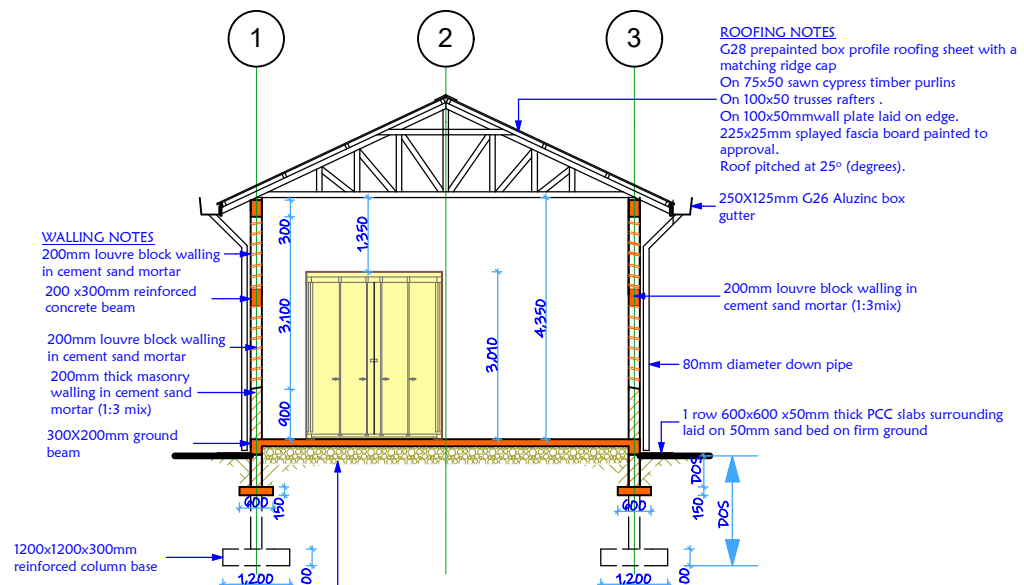 1
2
3
ROOFING NOTES
G28 prepainted box profile roofing sheet with a
matching ridge cap
On 75x50 sawn cypress timber purlins
On 100x50 trusses rafters .
On 100x50mmwall plate laid on edge.
225x25mm splayed fascia board painted to
approval.
Roof pitched at 25° (degrees).
250X125mm G26 Aluzinc box
gutter
WALLING NOTES
200mm louvre block walling
in cement sand mortar
200 x300mm reinforced
concrete beam
200mm louvre block walling
in cement sand mortar
200mm thick masonry
walling in cement sand
mortar (1:3 mix)
300X200mm ground
beam
300
1,350
3,100
900
3,010
4,350
200mm louvre block walling in
cement sand mortar (1:3mix)
80mm diameter down pipe
1 row 600x600 x50mm thick PCC slabs surrounding
laid on 50mm sand bed on firm ground
600
150
600
150
DOS
DOS
1200x1200x300mm
reinforced column base
1,200
00
1,200
00